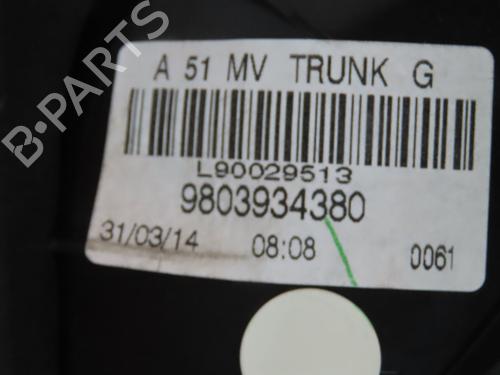 A 51 MV TRUNK G
L90029513
9803934380
31/03/14 08:08 0061
B-PARTS